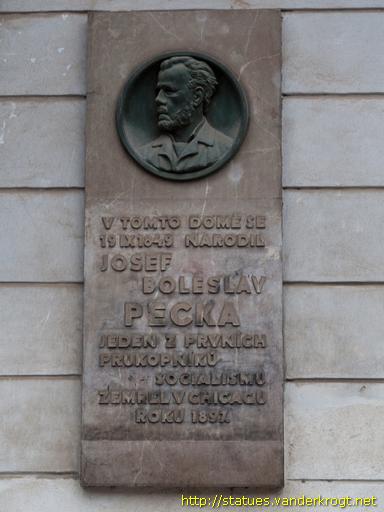 V TOMTO DOMĚ SE
19 IX 1849 NARODIL
JOSEF
BOLESLAV
PECKA
JEDEN Z PRVNÍCH
PRŮKOPNÍKŮ
SOCIALISMU
ZEMŘEL V CHICAGU
ROKU 1897.
http://statues.vanderkrogt.net